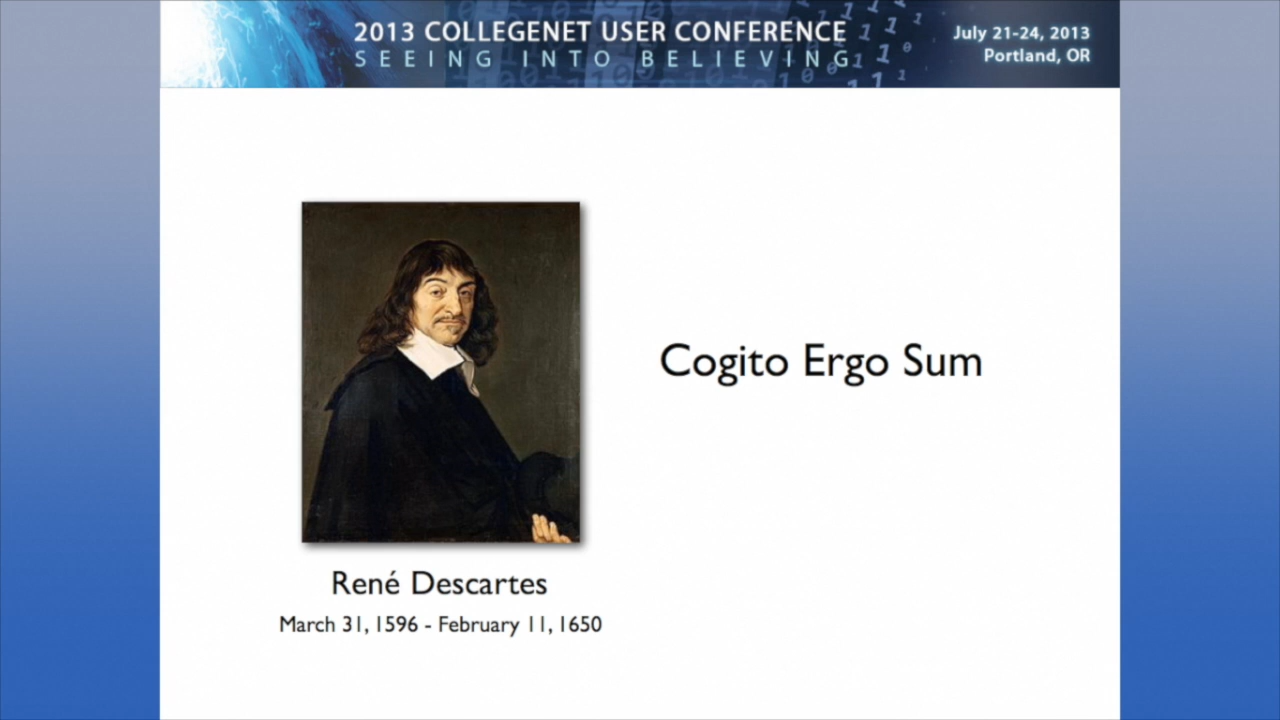 2013 COLLEGENET USER CONFERENCE
SEEING INTO BELIEVING
July 21-24, 2013
Portland, OR
Cogito Ergo Sum
René Descartes
March 31, 1596 - February 11, 1650